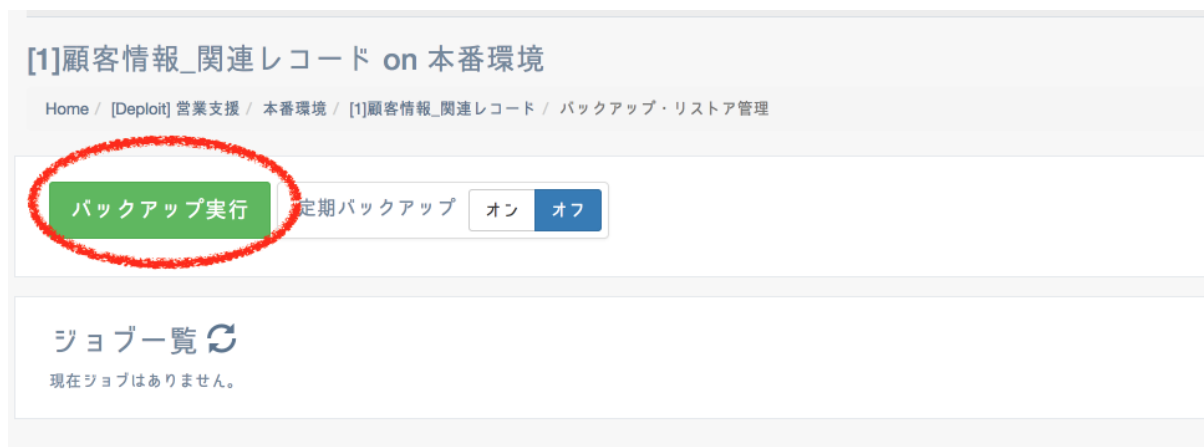 [1]顧客情報_関連レコード on 本番環境
Home / [Deploit] 営業支援 / 本番環境 / [1]顧客情報_関連レコード / バックアップ・リストア管理
バックアップ実行 定期バックアップ オン オフ
ジョブ一覧
現在ジョブはありません。